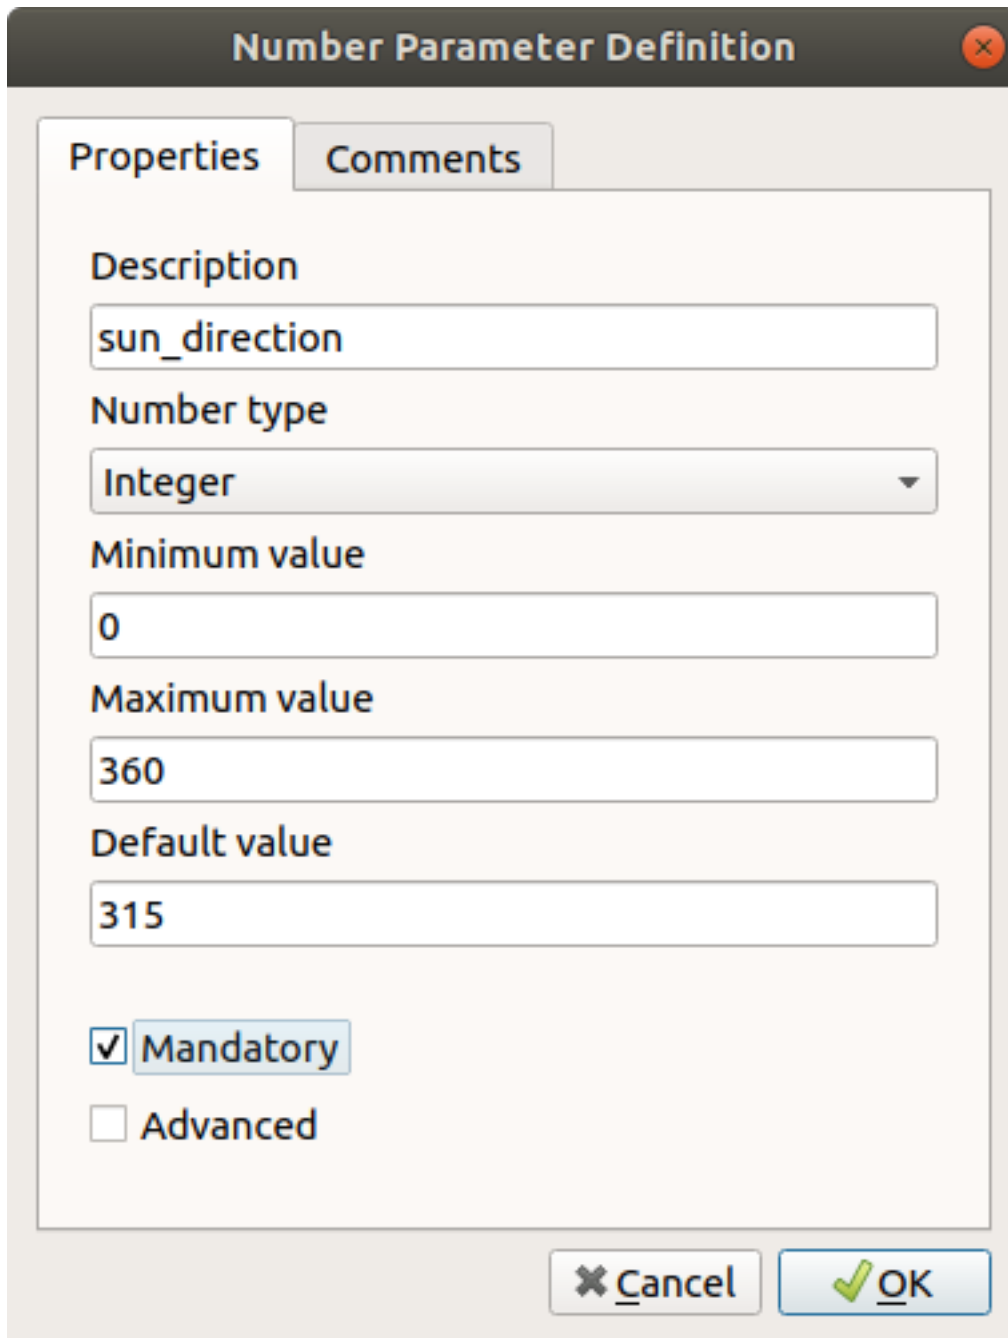 Number Parameter Definition
Properties
Comments
Description
sun_direction
Number type
Integer
Minimum value
0
Maximum value
360
Default value
315
Mandatory
Advanced
Cancel
OK